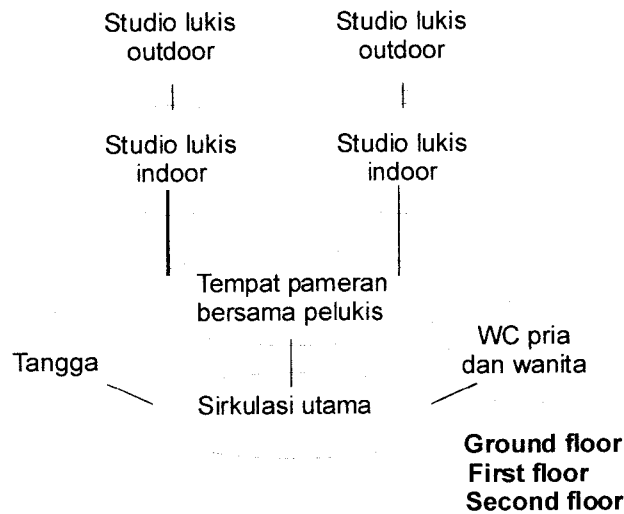 Studio lukis
outdoor
Studio lukis
outdoor
Studio lukis
indoor
Studio lukis
indoor
Tempat pameran
bersama pelukis
WC pria
dan wanita
Tangga
Sirkulasi utama
Ground floor
First floor
Second floor